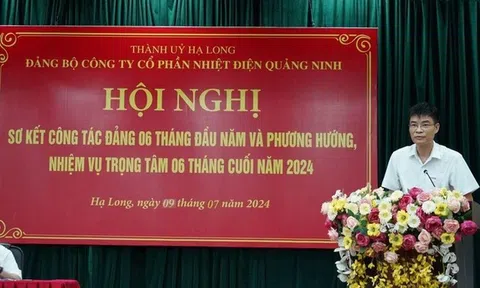 THÀNH UỶ HẠ LONG
ĐẢNG BỘ CÔNG TY CỔ PHẦN NHIỆT ĐIỆN QUẢNG NINH
HỘI NGHỊ
SƠ KẾT CÔNG TÁC ĐẢNG 06 THÁNG ĐẦU NĂM VÀ PHƯƠNG HƯỚNG,
NHIỆM VỤ TRỌNG TÂM 06 THÁNG CUỐI NĂM 2024
Hạ Long, ngày 09 tháng 07 năm 2024